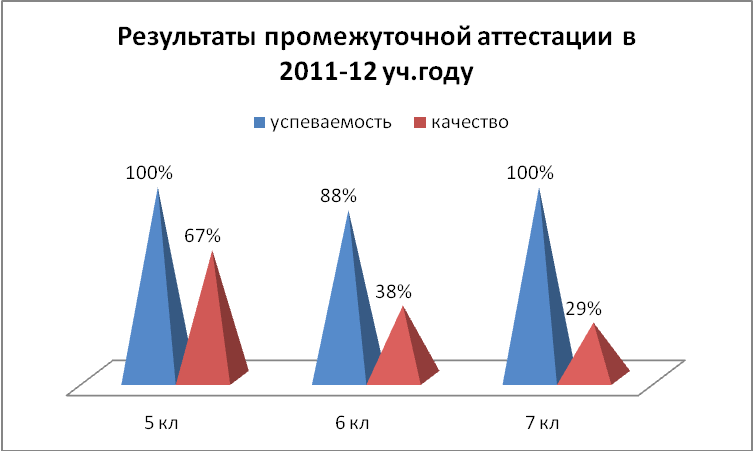 Результаты промежуточной аттестации в
2011-12 уч.году
успеваемость качество
100% 67% 88% 38% 100% 29%
5 кл 6 кл 7 кл